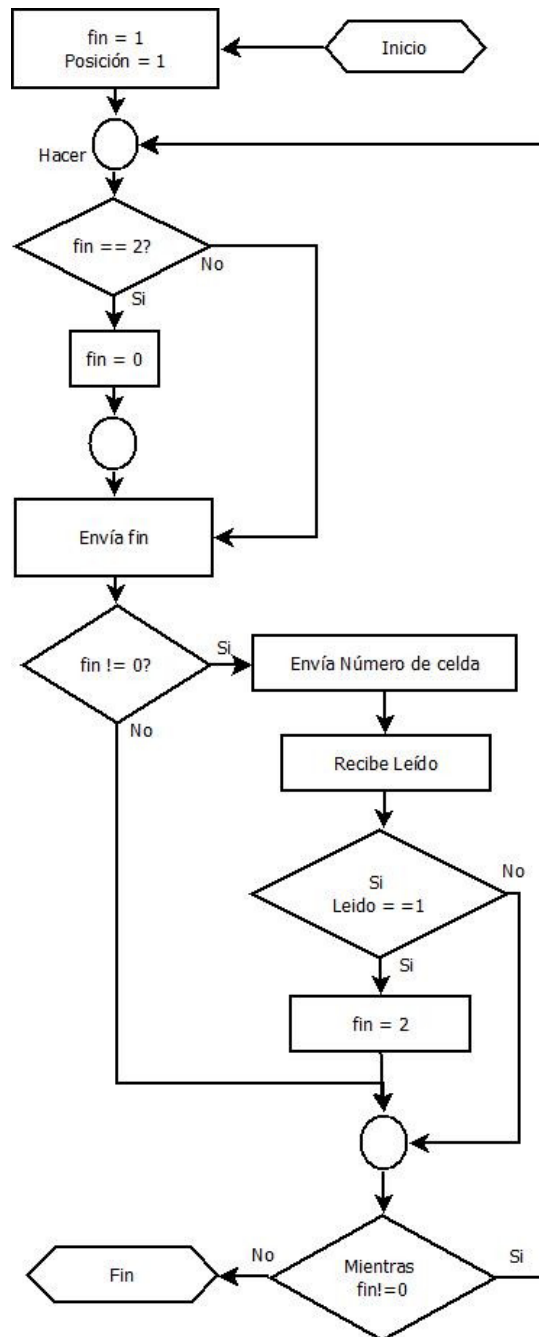 fin = 1
Posición = 1
Inicio
Hacer
fin == 2?
No
Si
fin = 0
Envía fin
fin != 0?
Si
No
Envía Número de celda
Recibe Leído
Si
Leido = =1
No
Si
fin = 2
Mientras
fin!=0
No
Si
Fin